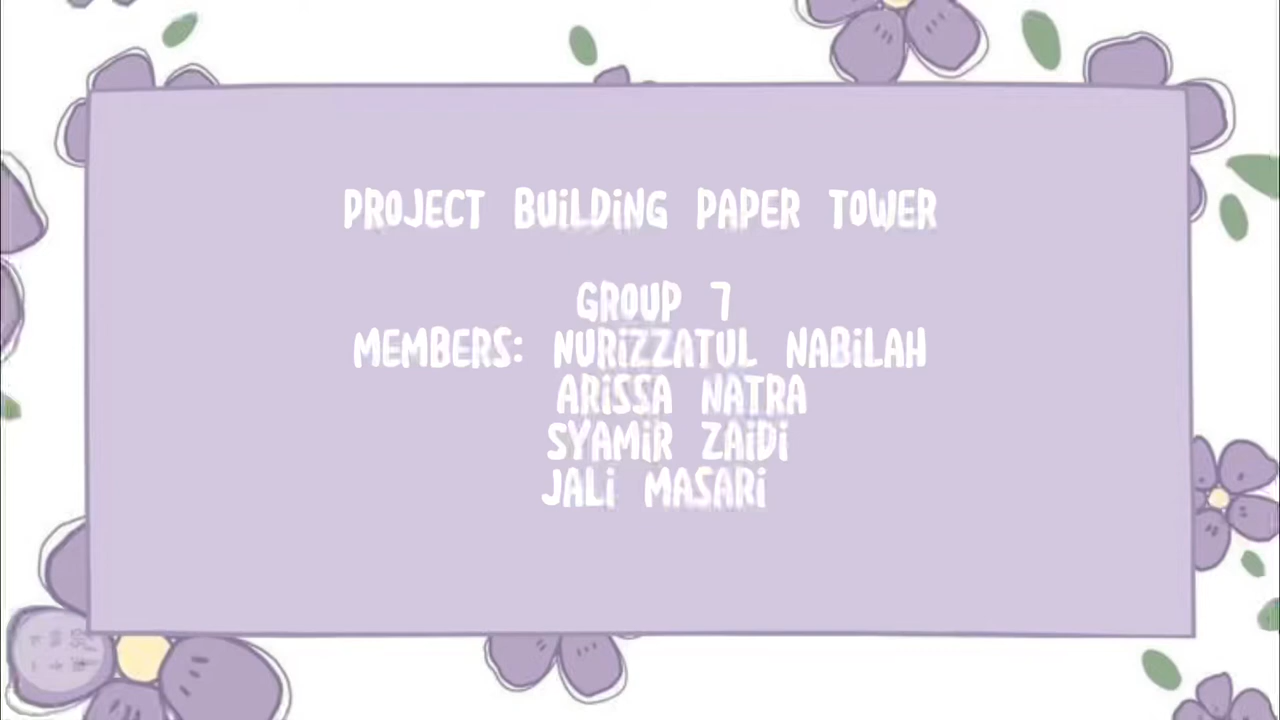 PROJECT BUiLDiNG PAPER TOWER
GROUP 7
MEMBERS: NURiZZATUL NABiLAH
ARiSSA NATRA
SYAMiR ZAiDi
JALi MASARi